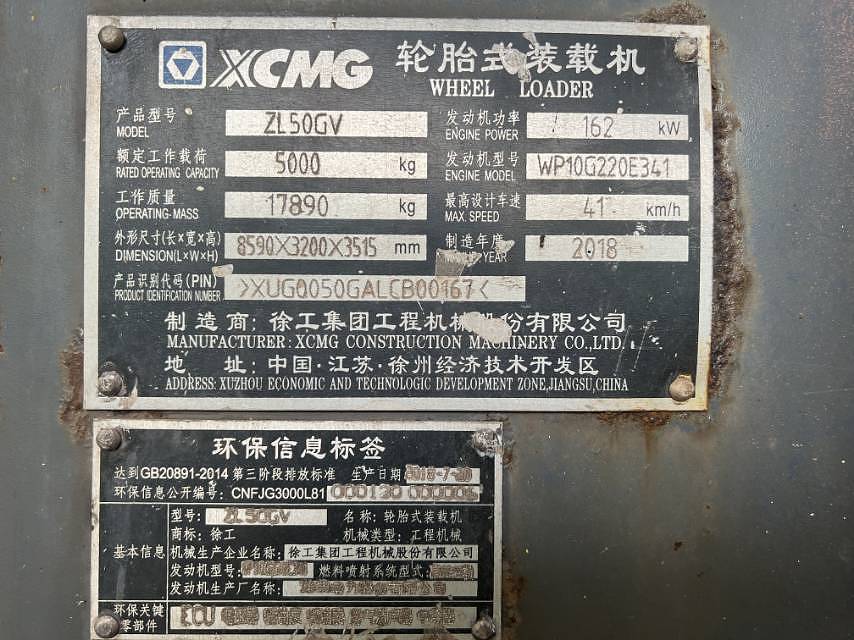 XCMG 轮胎式装载机
WHEEL LOADER
产品型号 ZL50GV 发动机功率 162 kW
MODEL ENGINE POWER
额定工作载荷 5000 kg 发动机型号 WP10G220E341
RATED OPERATING CAPACITY ENGINE MODEL
工作质量 17890 kg 最高设计车速 41 km/h
OPERATING-MASS MAX. SPEED
外形尺寸(长×宽×高) 8590×3200×3515 mm 制造年度 2018
DIMENSION(L×W×H) YEAR
产品识别代码(PIN) >XUG0050GALCB00167<
PRODUCT IDENTIFICATION NUMBER
制造商:徐工集团工程机械股份有限公司
MANUFACTURER: XCMG CONSTRUCTION MACHINERY CO.,LTD.
地 址:中国·江苏·徐州经济技术开发区
ADDRESS: XUZHOU ECONOMIC AND TECHNOLOGIC DEVELOPMENT ZONE,JIANGSU,CHINA
环保信息标签
达到GB20891-2014 第三阶段排放标准 生产日期
环保信息公开编号: CNFJG3000L81
型号: ZL50GV 名称: 轮胎式装载机
商标: 徐工 机械类型: 工程机械
基本信息 机械生产企业名称: 徐工集团工程机械股份有限公司
发动机型号: 燃料喷射系统型式:
发动机生产厂名称:
环保关键零部件 ECU